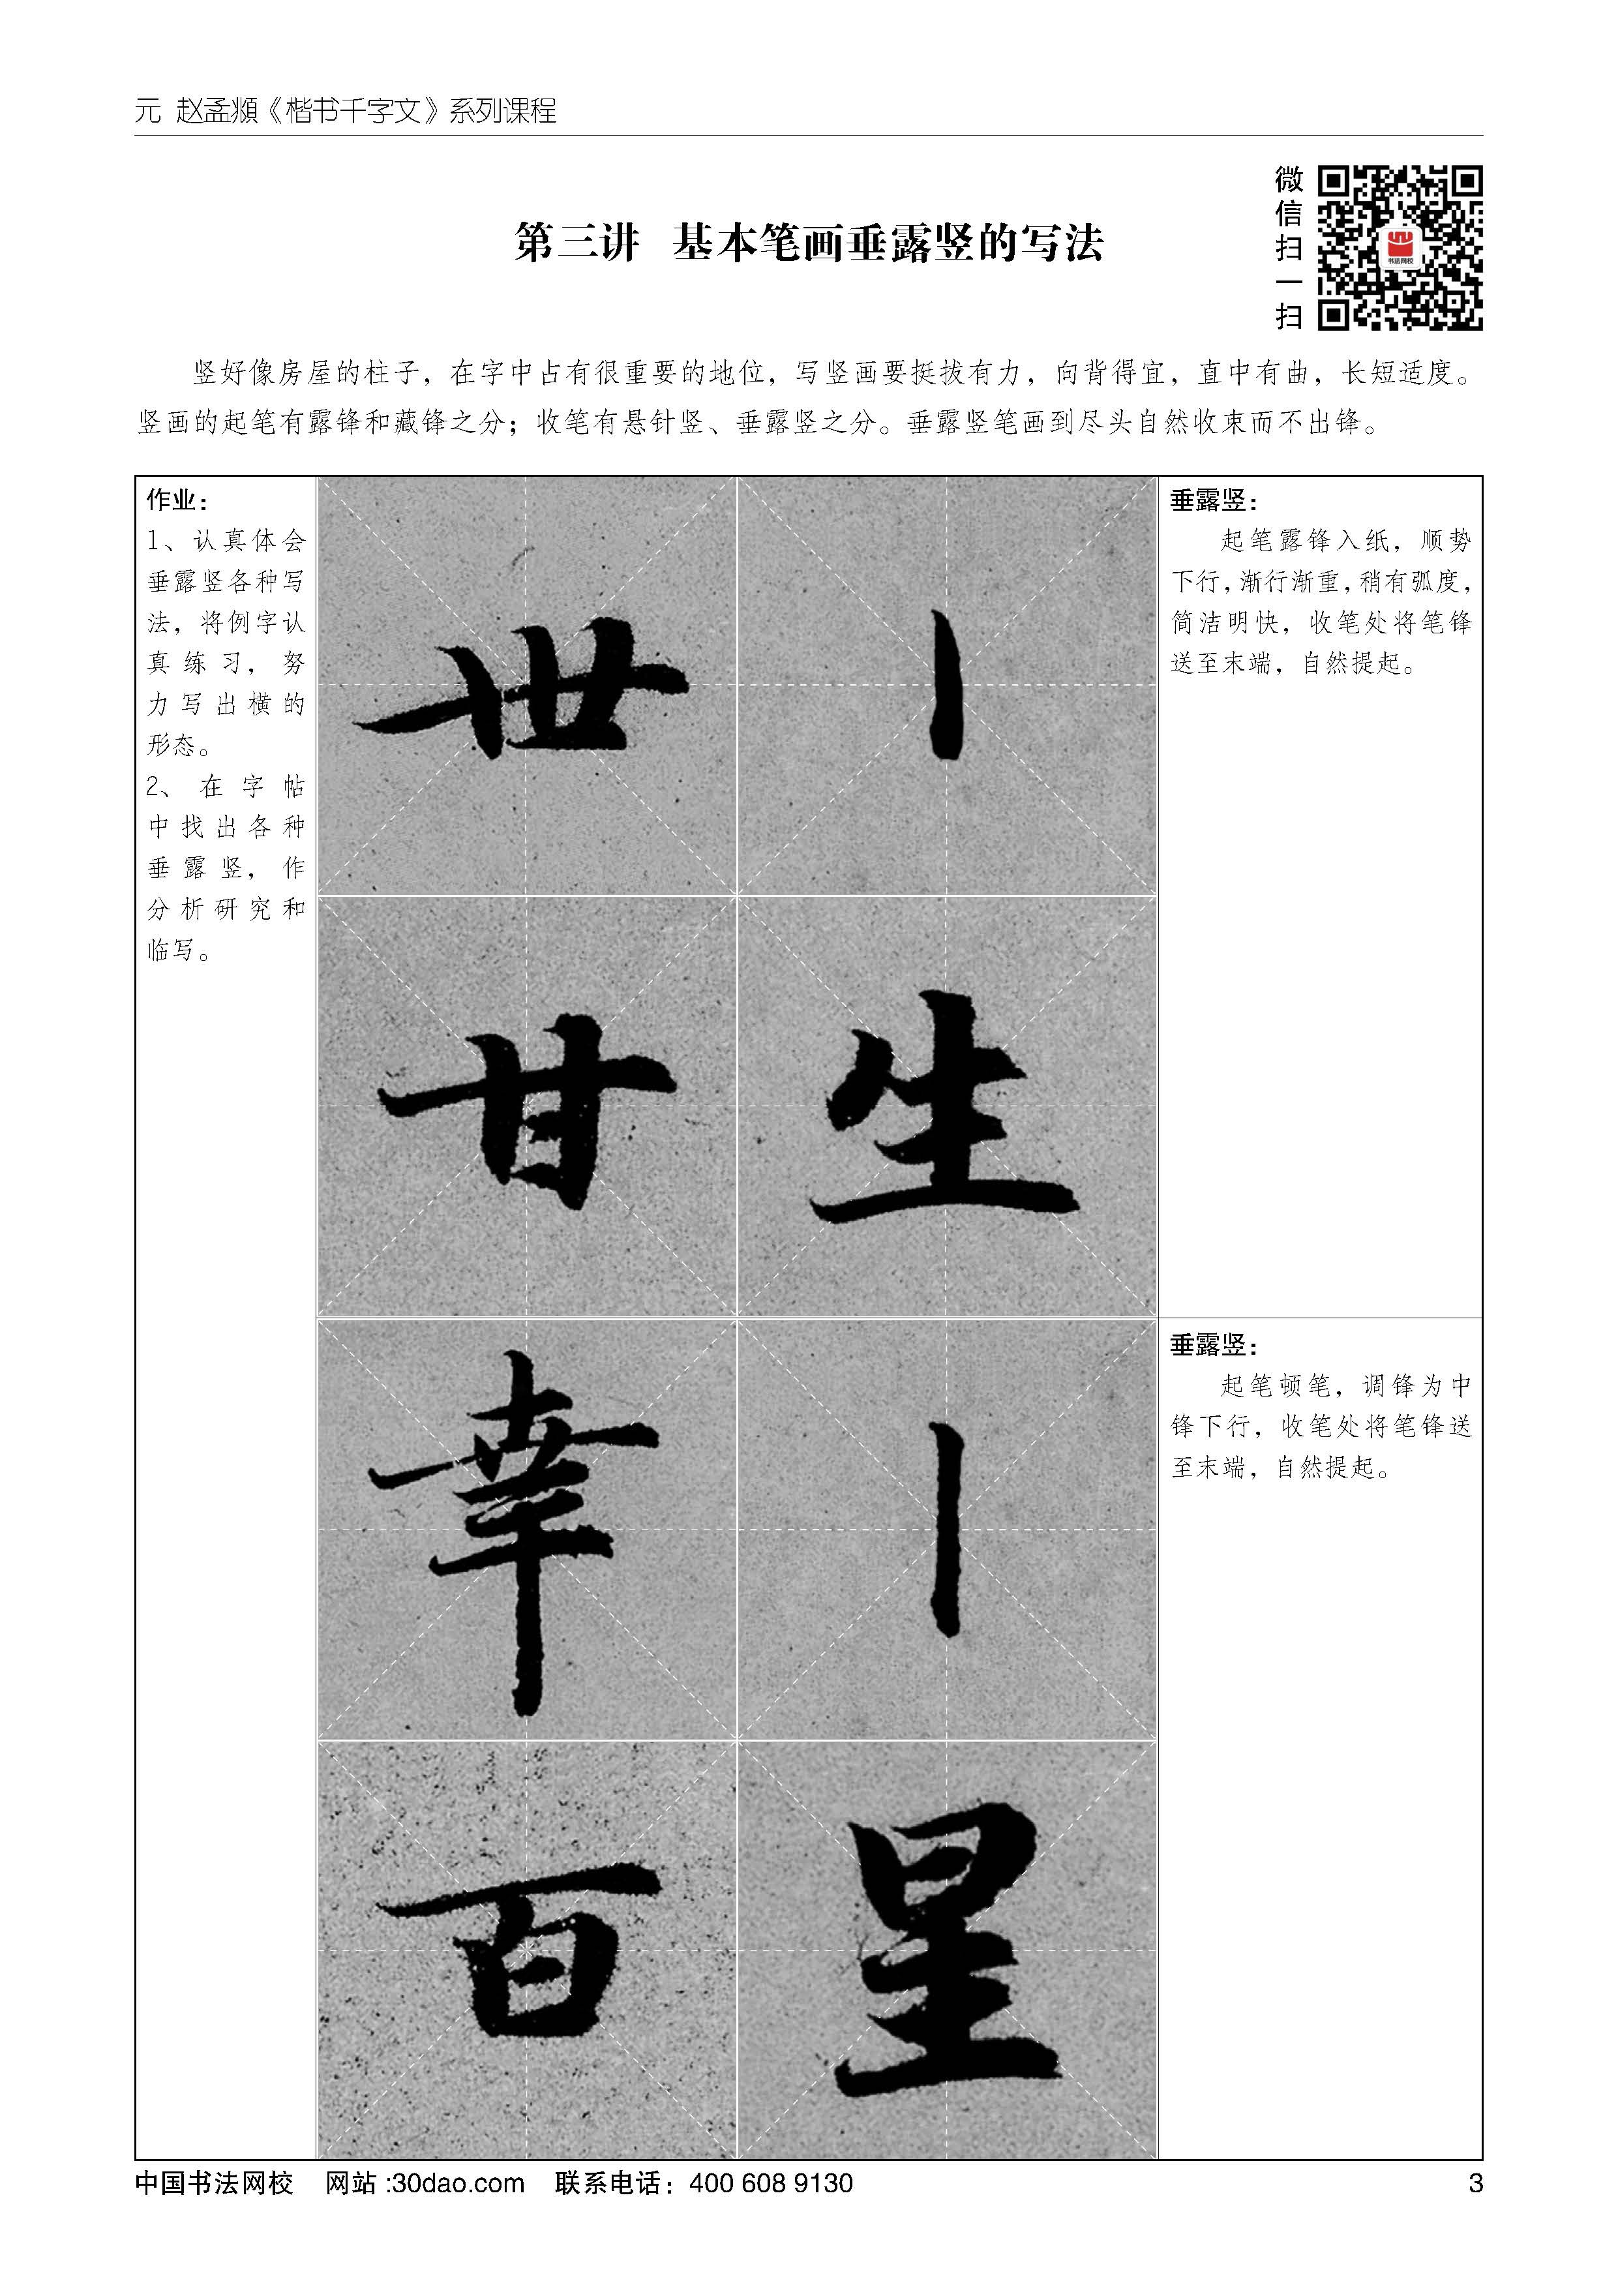 元 赵孟頫《楷书千字文》系列课程
微信扫一扫
书法网校
第三讲 基本笔画垂露竖的写法
竖好像房屋的柱子，在字中占有很重要的地位，写竖画要挺拔有力，向背得宜，直中有曲，长短适度。
竖画的起笔有露锋和藏锋之分；收笔有悬针竖、垂露竖之分。垂露竖笔画到尽头自然收束而不出锋。
作业：
1、认真体会
垂露竖各种写
法，将例字认
真练习，努
力写出横的
形态。
2、在字帖
中找出各种
垂露竖，作
分析研究和
临写。
世
甘 生
幸
百 星
垂露竖：
起笔露锋入纸，顺势
下行，渐行渐重，稍有弧度，
简洁明快，收笔处将笔锋
送至末端，自然提起。
垂露竖：
起笔顿笔，调锋为中
锋下行，收笔处将笔锋送
至末端，自然提起。
中国书法网校 网站:30dao.com 联系电话：400 608 9130
3